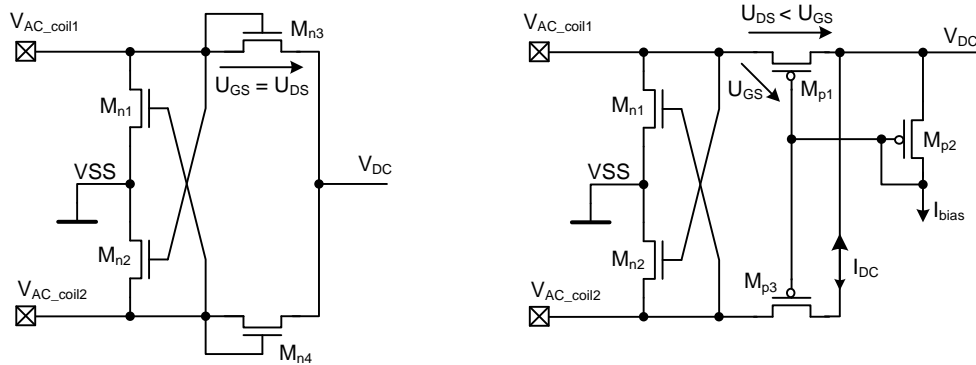 V_AC_coil1
M_n3
U_GS = U_DS
M_n1
VSS
V_DC
M_n2
V_AC_coil2
M_n4
V_AC_coil1
U_DS < U_GS
V_DC
U_GS
M_p1
M_n1
M_p2
VSS
I_bias
M_n2
M_p3
I_DC
V_AC_coil2